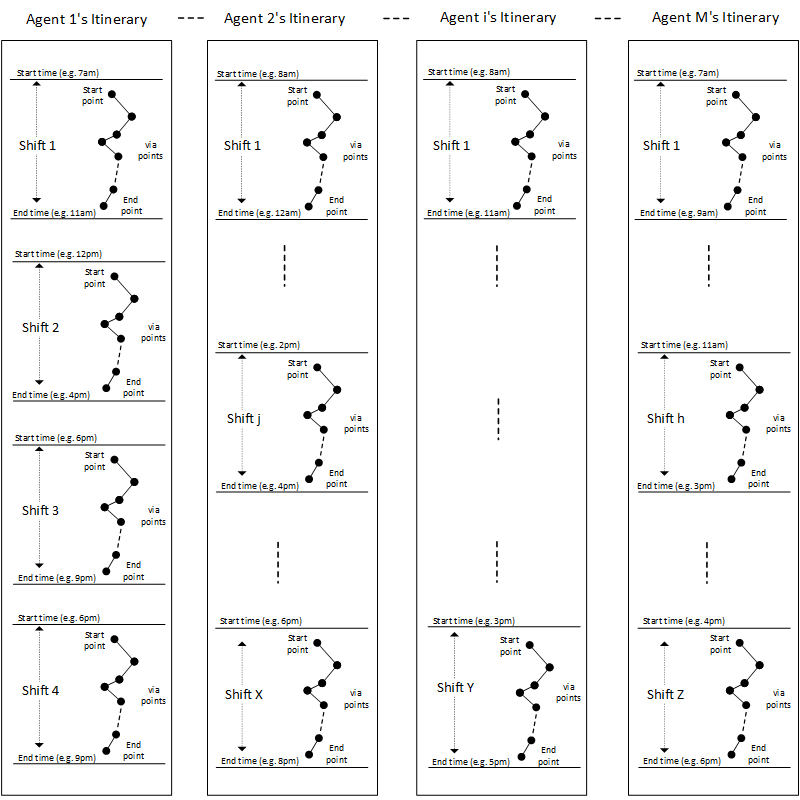 Agent 1's Itinerary
Agent 2's Itinerary
Agent i's Itinerary
Agent M's Itinerary
Start time (e.g. 7am)
Start
point
Shift 1
via
points
End
point
End time (e.g. 11am)
Start time (e.g. 12pm)
Start
point
Shift 2
via
points
End
point
End time (e.g. 4pm)
Start time (e.g. 6pm)
Start
point
Shift 3
via
points
End
point
End time (e.g. 9pm)
Start time (e.g. 6pm)
Start
point
Shift 4
via
points
End
point
End time (e.g. 9pm)
Start time (e.g. 8am)
Start
point
Shift 1
via
points
End
point
End time (e.g. 12am)
Start time (e.g. 2pm)
Start
point
Shift j
via
points
End
point
End time (e.g. 4pm)
Start time (e.g. 6pm)
Start
point
Shift X
via
points
End
point
End time (e.g. 8pm)
Start time (e.g. 8am)
Start
point
Shift 1
via
points
End
point
End time (e.g. 11am)
Start time (e.g. 3pm)
Start
point
Shift Y
via
points
End
point
End time (e.g. 5pm)
Start time (e.g. 7am)
Start
point
Shift 1
via
points
End
point
End time (e.g. 9am)
Start time (e.g. 11am)
Start
point
Shift h
via
points
End
point
End time (e.g. 3pm)
Start time (e.g. 4pm)
Start
point
Shift Z
via
points
End
point
End time (e.g. 6pm)